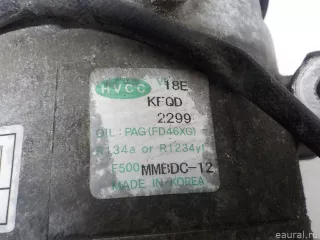 HVCC 18E
KFQD
2299
OIL: PAG(FD46XG)
R134a or R1234yf
F500 MMBDC-12
MADE IN KOREA
eaural.ru